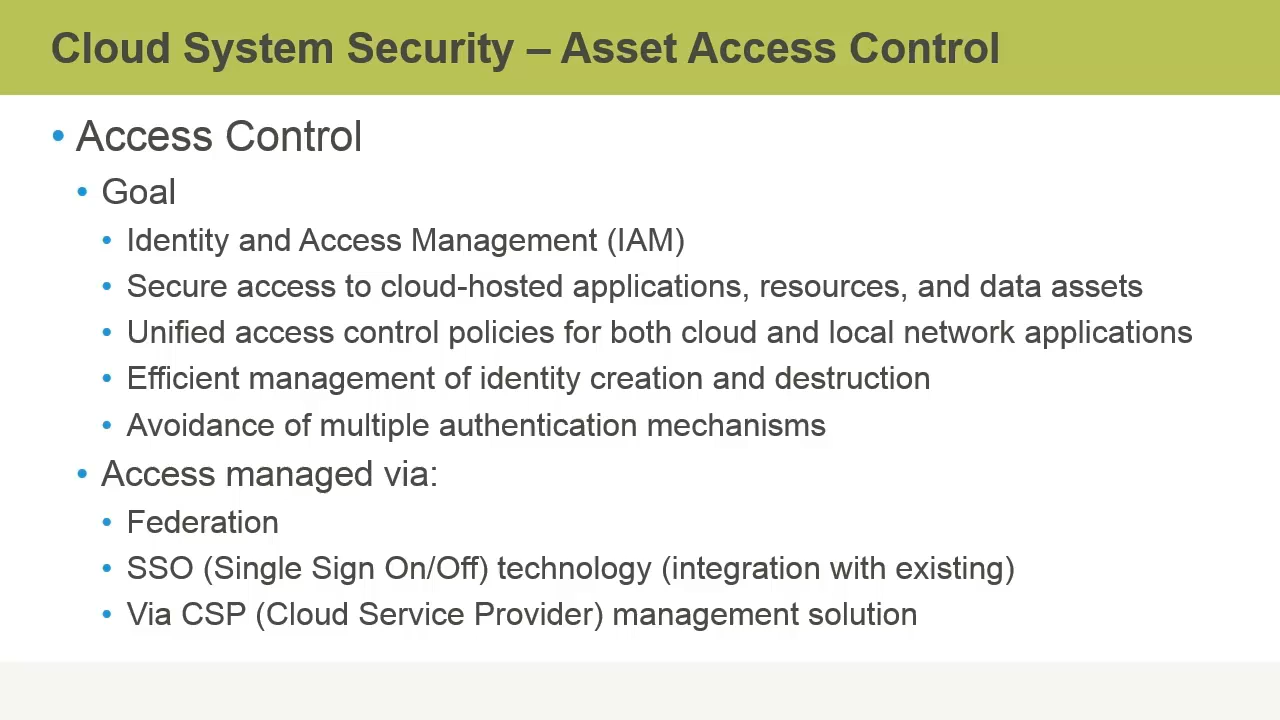 Cloud System Security – Asset Access Control
• Access Control
• Goal
• Identity and Access Management (IAM)
• Secure access to cloud-hosted applications, resources, and data assets
• Unified access control policies for both cloud and local network applications
• Efficient management of identity creation and destruction
• Avoidance of multiple authentication mechanisms
• Access managed via:
• Federation
• SSO (Single Sign On/Off) technology (integration with existing)
• Via CSP (Cloud Service Provider) management solution